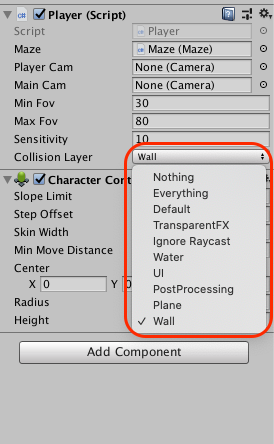 Player (Script)
Script Player
Maze Maze (Maze)
Player Cam None (Camera)
Main Cam None (Camera)
Min Fov 30
Max Fov 80
Sensitivity 10
Collision Layer Wall
Character Cont
Slope Limit
Step Offset
Skin Width
Min Move Distance
Center
X 0 Y 0
Radius
Height
Nothing
Everything
Default
TransparentFX
Ignore Raycast
Water
UI
PostProcessing
Plane
✓ Wall
Add Component